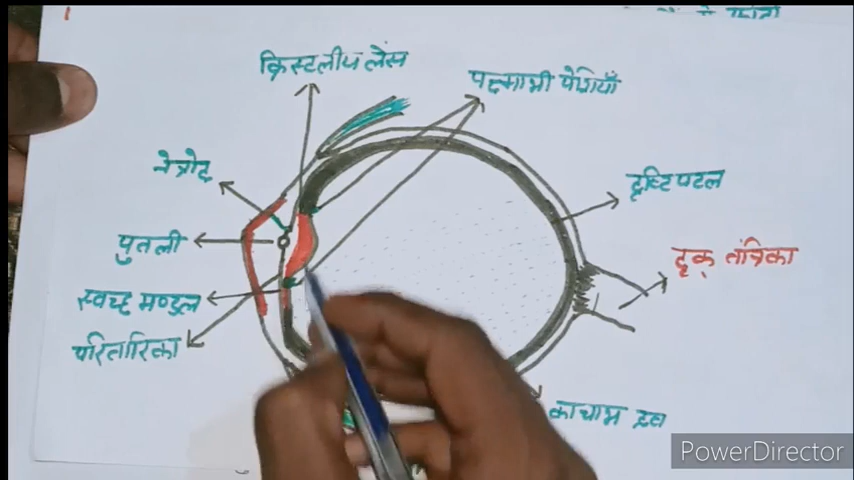 क्रिस्टलीय लेंस
पक्ष्माभी पेशियाँ
नेत्रोद
दृष्टिपटल
पुतली
दृक् तंत्रिका
स्वच्छ मण्डल
परितारिका
काचाभ द्रव
PowerDirector